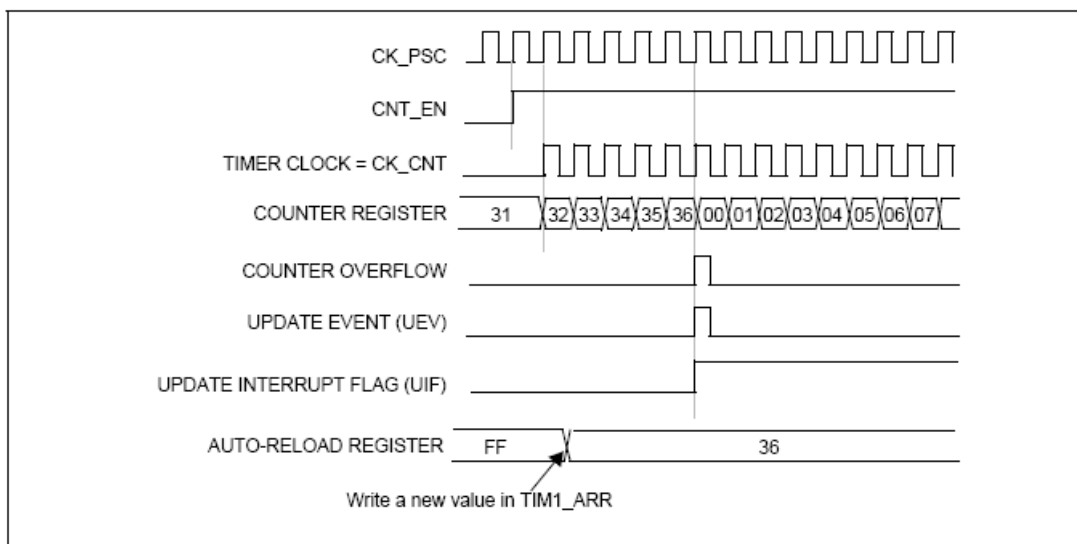 CK_PSC
CNT_EN
TIMER CLOCK = CK_CNT
COUNTER REGISTER 31 32 33 34 35 36 00 01 02 03 04 05 06 07
COUNTER OVERFLOW
UPDATE EVENT (UEV)
UPDATE INTERRUPT FLAG (UIF)
AUTO-RELOAD REGISTER FF 36
Write a new value in TIM1_ARR